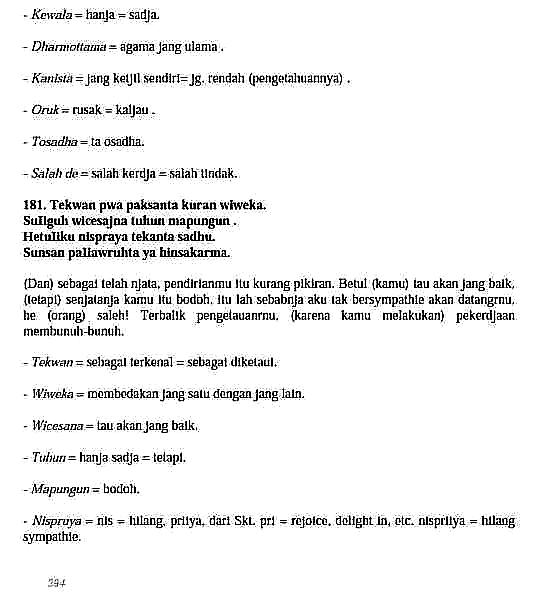 - Kewala = hanja = sadja.
- Dharmottama = agama jang utama .
- Kanista = jang ketjil sendiri= jg. rendah (pengetahuannya) .
- Oruk = rusak = katjau .
- Tosadha = ta osadha.
- Salah de = salah kerdja = salah tindak.
181. Tekwan pwa paksanta kuran wiweka.
Sungguh wicesajna tuhun mapungun .
Hetuniku nispraya tekanta sadhu.
Sunsan paliawruhta ya hinsakarma.
(Dan) sebagai telah njata, pendirianmu itu kurang pikiran. Betul (kamu) tau akan jang baik,
(tetapi) senjatanja kamu itu bodoh, itu lah sebabnja aku tak bersympathie akan datangmu,
he (orang) saleh! Terbalik pengetauanmu, (karena kamu melakukan) pekerdjaan
membunuh-bunuh.
- Tekwan = sebagai terkenal = sebagai diketaui.
- Wiweka = membedakan jang satu dengan jang lain.
- Wicesana = tau akan jang baik.
- Tuhun = hanja sadja = tetapi.
- Mapungun = bodoh.
- Nispraya = nis = hilang, priiya, dari Skt. pri = rejoice, delight in, etc. nispriiya = hilang
sympathie.
294